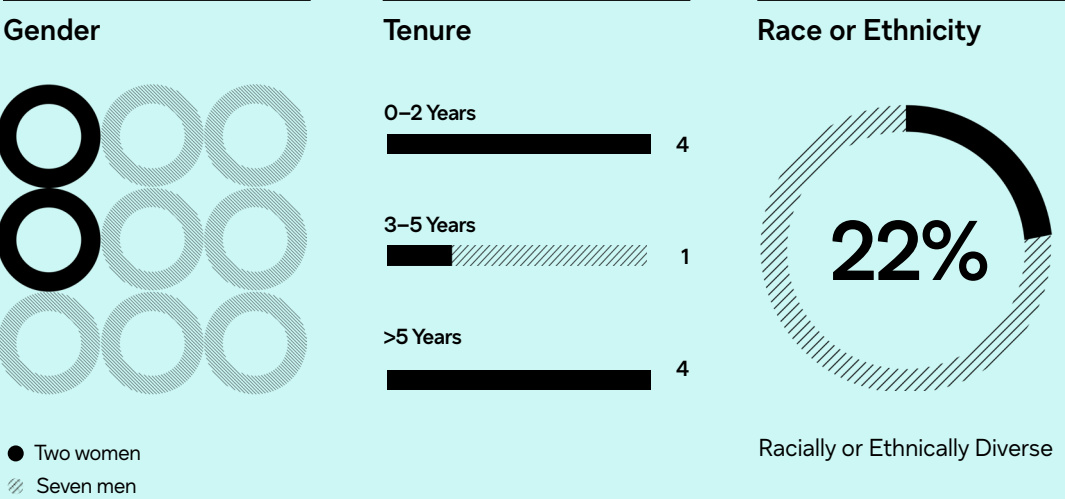 Gender
Two women
Seven men
Tenure
0–2 Years
4
3–5 Years
1
>5 Years
4
Race or Ethnicity
22%
Racially or Ethnically Diverse